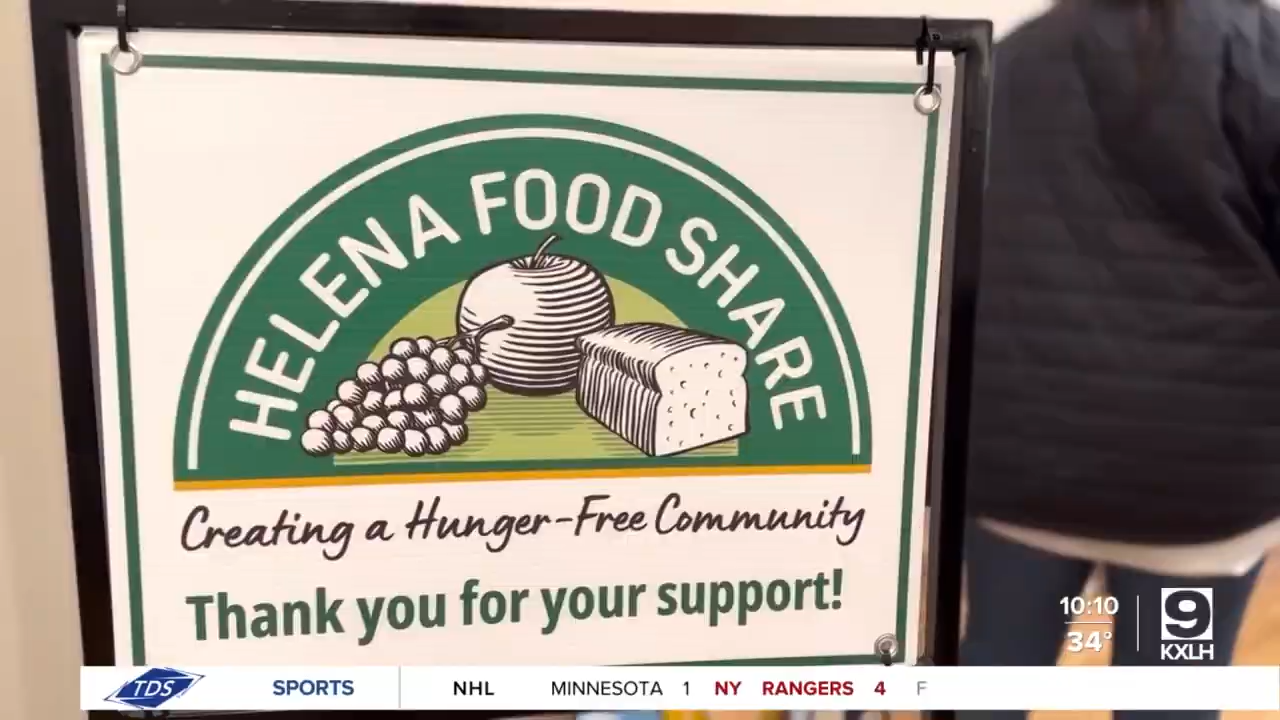 HELENA FOOD SHARE
Creating a Hunger-Free Community
Thank you for your support!
10:10
34°
9
KXLH
TDS SPORTS NHL MINNESOTA 1 NY RANGERS 4 F